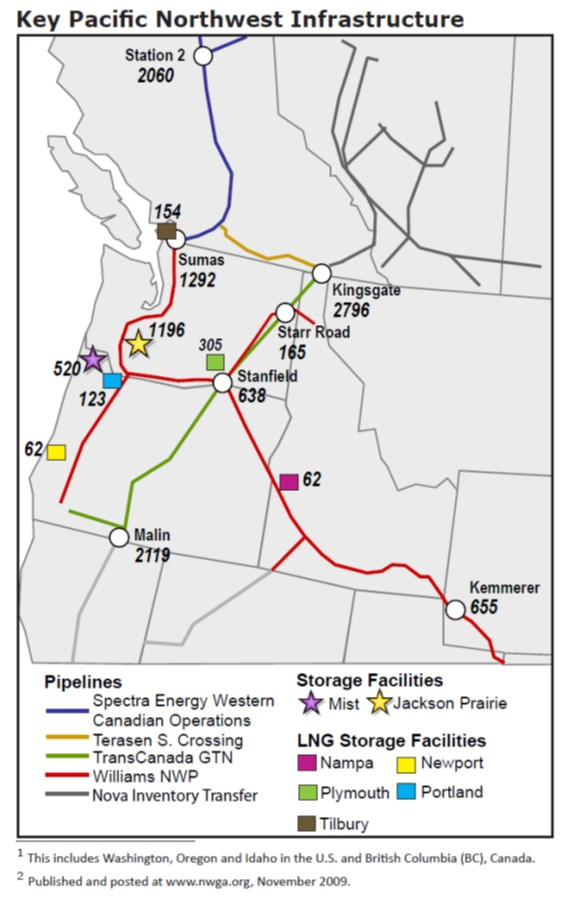 Key Pacific Northwest Infrastructure
Station 2
2060
154
Sumas
1292
Kingsgate
2796
1196
305
Starr Road
165
520
Stanfield
638
123
62
62
Malin
2119
Kemmerer
655
Pipelines
Spectra Energy Western
Canadian Operations
Terasen S. Crossing
TransCanada GTN
Williams NWP
Nova Inventory Transfer
Storage Facilities
Mist Jackson Prairie
LNG Storage Facilities
Nampa Newport
Plymouth Portland
Tilbury
1 This includes Washington, Oregon and Idaho in the U.S. and British Columbia (BC), Canada.
2 Published and posted at www.nwga.org, November 2009.